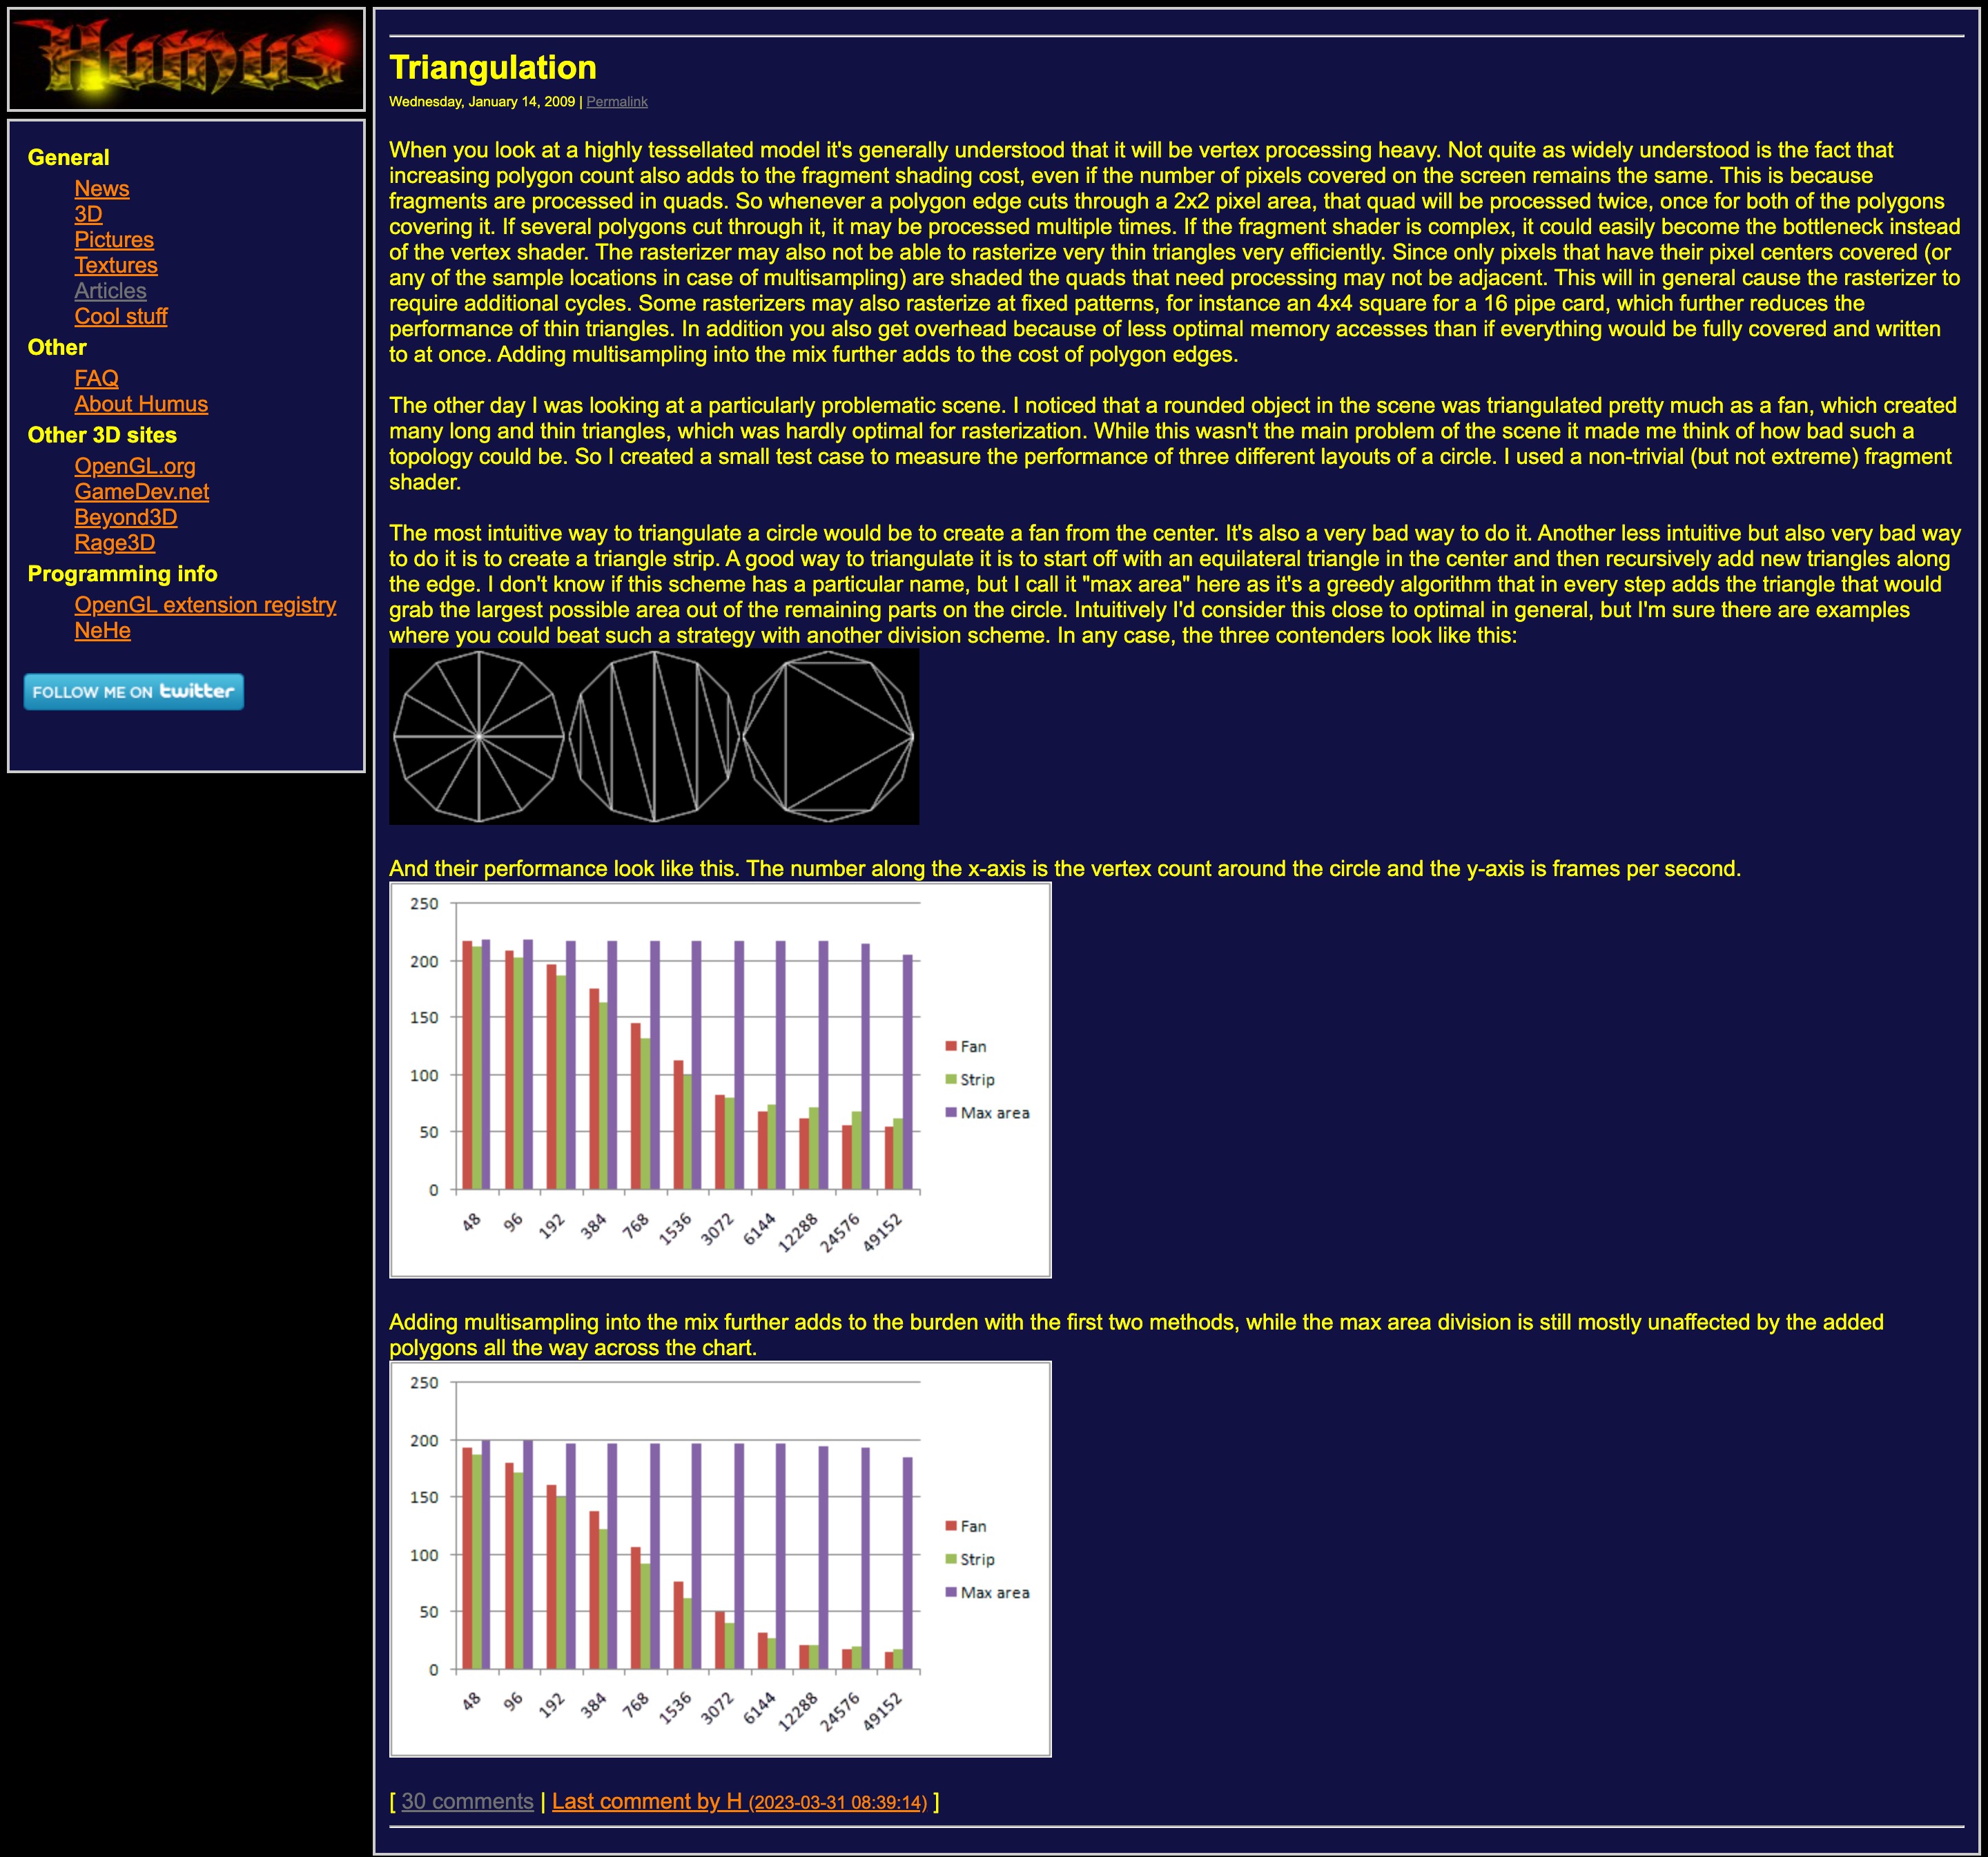 Humus
General
News
3D
Pictures
Textures
Articles
Cool stuff
Other
FAQ
About Humus
Other 3D sites
OpenGL.org
GameDev.net
Beyond3D
Rage3D
Programming info
OpenGL extension registry
NeHe
FOLLOW ME ON twitter
Triangulation
Wednesday, January 14, 2009 | Permalink
When you look at a highly tessellated model it's generally understood that it will be vertex processing heavy. Not quite as widely understood is the fact that
increasing polygon count also adds to the fragment shading cost, even if the number of pixels covered on the screen remains the same. This is because
fragments are processed in quads. So whenever a polygon edge cuts through a 2x2 pixel area, that quad will be processed twice, once for both of the polygons
covering it. If several polygons cut through it, it may be processed multiple times. If the fragment shader is complex, it could easily become the bottleneck instead
of the vertex shader. The rasterizer may also not be able to rasterize very thin triangles very efficiently. Since only pixels that have their pixel centers covered (or
any of the sample locations in case of multisampling) are shaded the quads that need processing may not be adjacent. This will in general cause the rasterizer to
require additional cycles. Some rasterizers may also rasterize at fixed patterns, for instance an 4x4 square for a 16 pipe card, which further reduces the
performance of thin triangles. In addition you also get overhead because of less optimal memory accesses than if everything would be fully covered and written
to at once. Adding multisampling into the mix further adds to the cost of polygon edges.
The other day I was looking at a particularly problematic scene. I noticed that a rounded object in the scene was triangulated pretty much as a fan, which created
many long and thin triangles, which was hardly optimal for rasterization. While this wasn't the main problem of the scene it made me think of how bad such a
topology could be. So I created a small test case to measure the performance of three different layouts of a circle. I used a non-trivial (but not extreme) fragment
shader.
The most intuitive way to triangulate a circle would be to create a fan from the center. It's also a very bad way to do it. Another less intuitive but also very bad way
to do it is to create a triangle strip. A good way to triangulate it is to start off with an equilateral triangle in the center and then recursively add new triangles along
the edge. I don't know if this scheme has a particular name, but I call it "max area" here as it's a greedy algorithm that in every step adds the triangle that would
grab the largest possible area out of the remaining parts on the circle. Intuitively I'd consider this close to optimal in general, but I'm sure there are examples
where you could beat such a strategy with another division scheme. In any case, the three contenders look like this:
And their performance look like this. The number along the x-axis is the vertex count around the circle and the y-axis is frames per second.
250
200
150
100
50
0
48 96 192 384 768 1536 3072 6144 12288 24576 49152
Fan
Strip
Max area
Adding multisampling into the mix further adds to the burden with the first two methods, while the max area division is still mostly unaffected by the added
polygons all the way across the chart.
250
200
150
100
50
0
48 96 192 384 768 1536 3072 6144 12288 24576 49152
Fan
Strip
Max area
[ 30 comments | Last comment by H (2023-03-31 08:39:14) ]